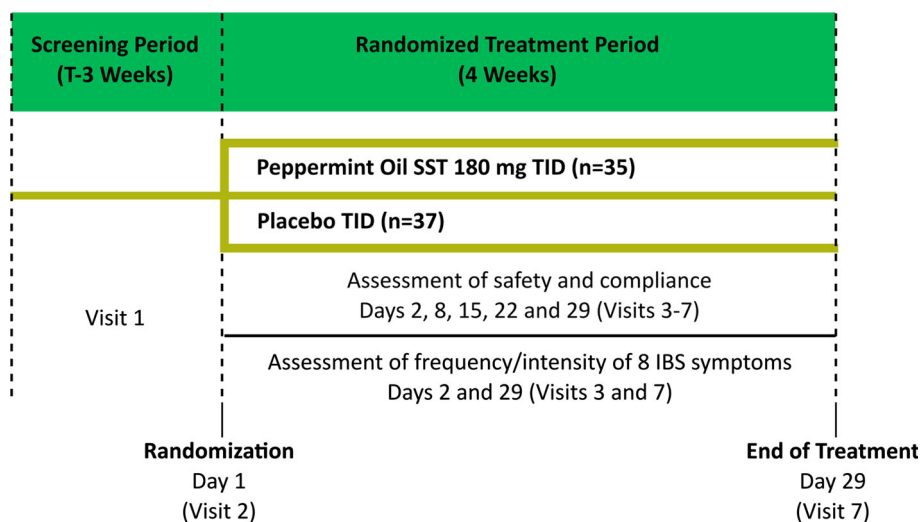 Screening Period
(T-3 Weeks)
Randomized Treatment Period
(4 Weeks)
Peppermint Oil SST 180 mg TID (n=35)
Placebo TID (n=37)
Visit 1
Assessment of safety and compliance
Days 2, 8, 15, 22 and 29 (Visits 3-7)
Assessment of frequency/intensity of 8 IBS symptoms
Days 2 and 29 (Visits 3 and 7)
Randomization
Day 1
(Visit 2)
End of Treatment
Day 29
(Visit 7)